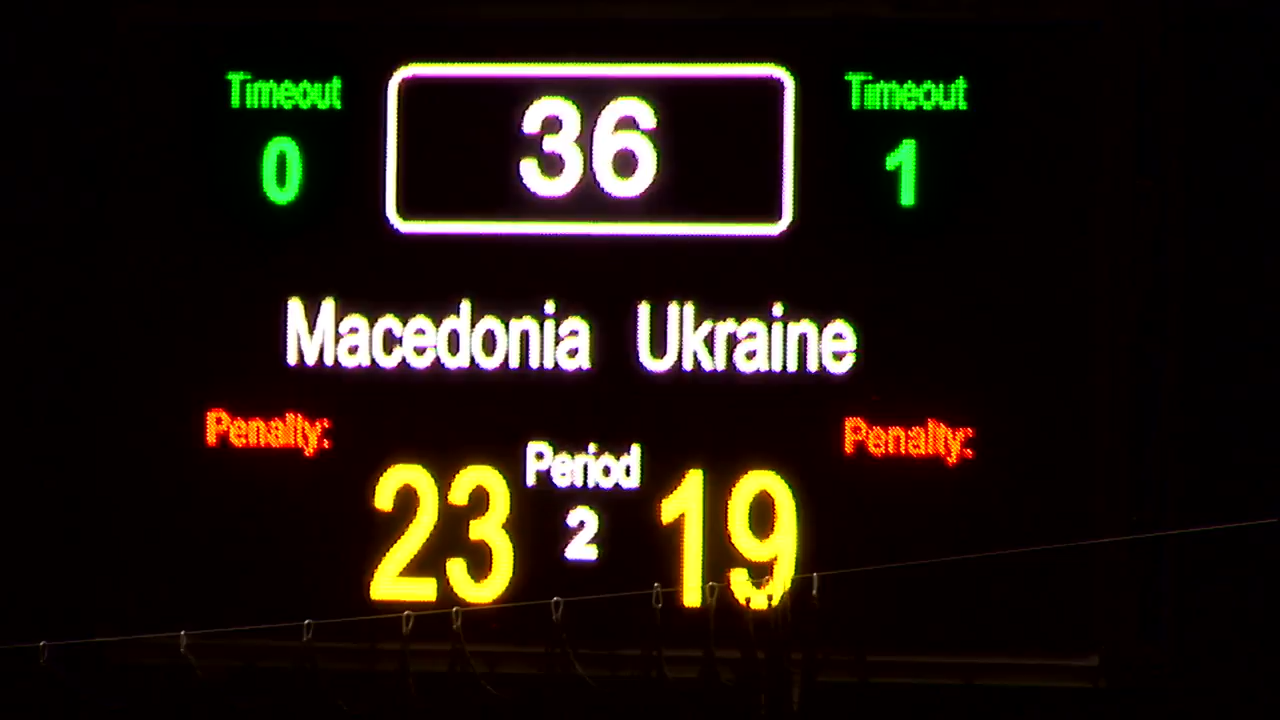 Timeout 36 Timeout
0 1
Macedonia Ukraine
Penalty: Period Penalty:
23 2 19